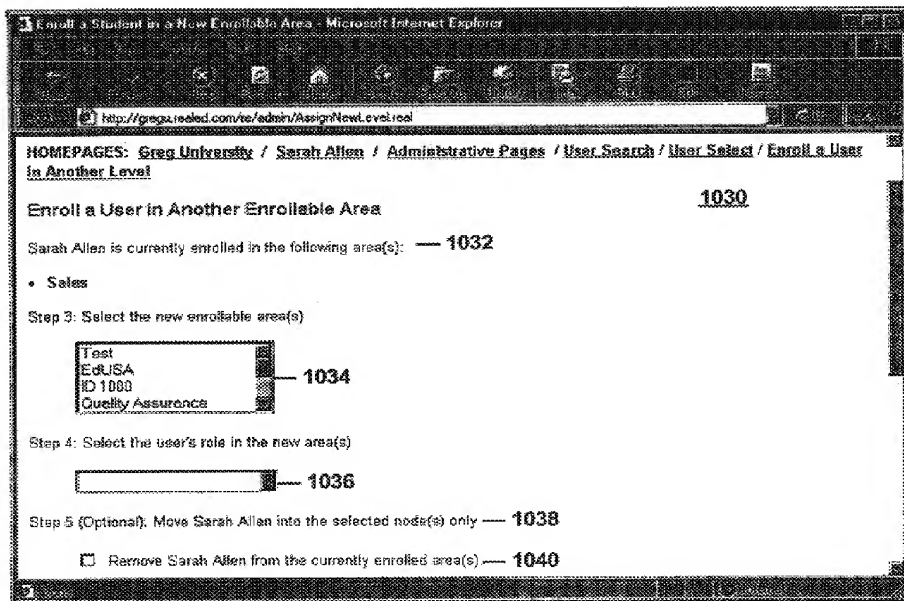 Enroll a Student in a New Enrollable Area - Microsoft Internet Explorer
http://gregu.realed.com/re/admin/AssignNewLevel.real
HOMEPAGES: Greg University / Sarah Allen / Administrative Pages / User Search / User Select / Enroll a User
in Another Level
1030
Enroll a User in Another Enrollable Area
Sarah Allen is currently enrolled in the following area(s): — 1032
• Sales
Step 3: Select the new enrollable area(s)
Test
EdUSA
ID 1000
Quality Assurance
1034
Step 4: Select the user's role in the new area(s)
1036
Step 5 (Optional): Move Sarah Allen into the selected node(s) only — 1038
Remove Sarah Allen from the currently enrolled area(s) — 1040